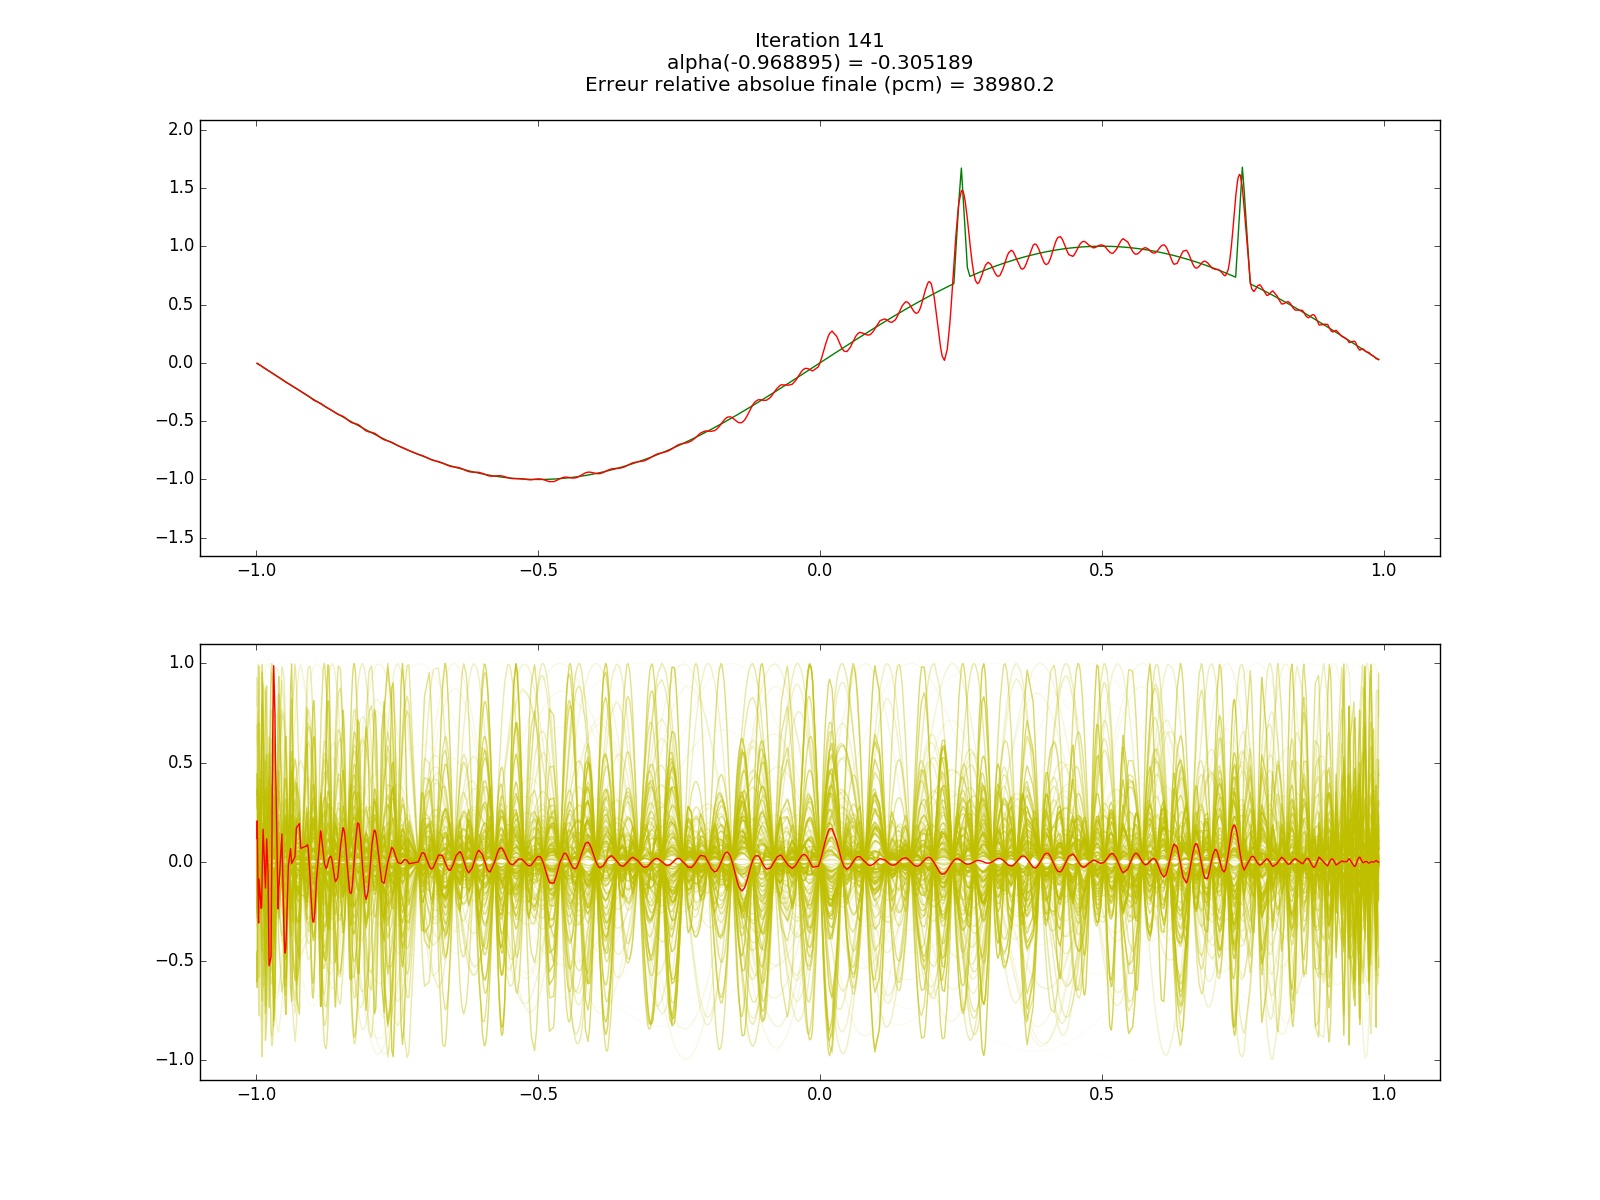 Iteration 141
alpha(-0.968895) = -0.305189
Erreur relative absolue finale (pcm) = 38980.2
2.0
1.5
1.0
0.5
0.0
−0.5
−1.0
−1.5
−1.0 −0.5 0.0 0.5 1.0
1.0
0.5
0.0
−0.5
−1.0
−1.0 −0.5 0.0 0.5 1.0